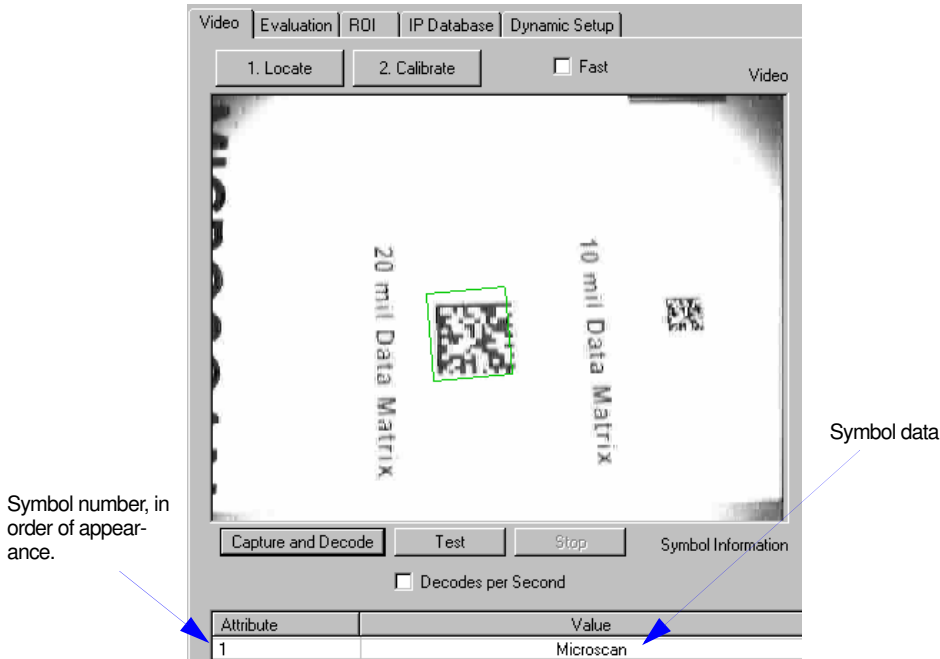 Video Evaluation ROI IP Database Dynamic Setup
1. Locate 2. Calibrate Fast Video
20 mil Data Matrix
10 mil Data Matrix
Symbol data
Symbol number, in
order of appear-
ance.
Capture and Decode Test Stop Symbol Information
Decodes per Second
Attribute Value
1 Microscan